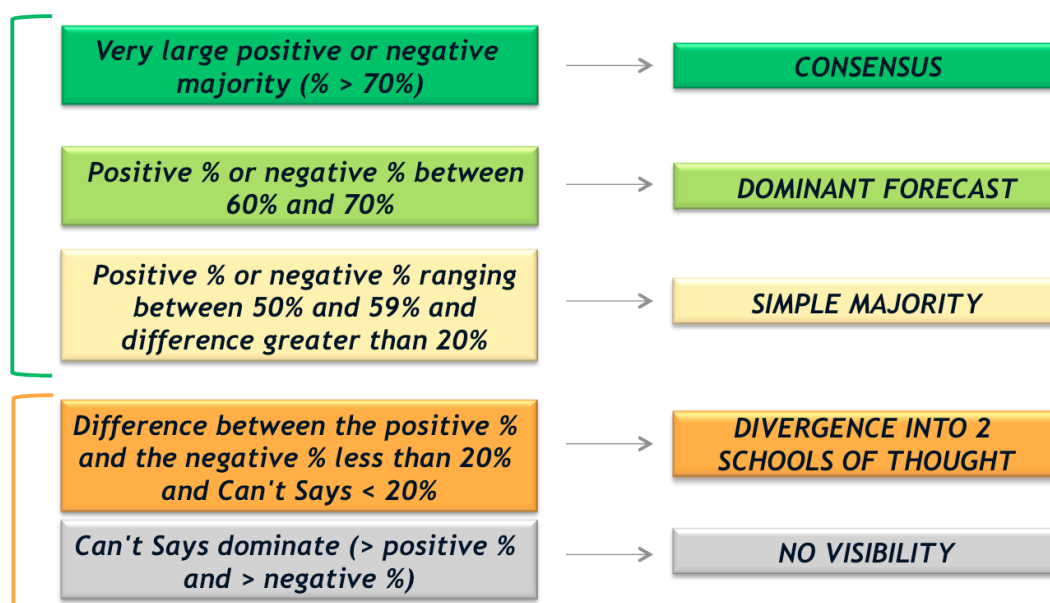 Very large positive or negative
majority (% > 70%)
CONSENSUS
Positive % or negative % between
60% and 70%
DOMINANT FORECAST
Positive % or negative % ranging
between 50% and 59% and
difference greater than 20%
SIMPLE MAJORITY
Difference between the positive %
and the negative % less than 20%
and Can't Says < 20%
DIVERGENCE INTO 2
SCHOOLS OF THOUGHT
Can't Says dominate (> positive %
and > negative %)
NO VISIBILITY